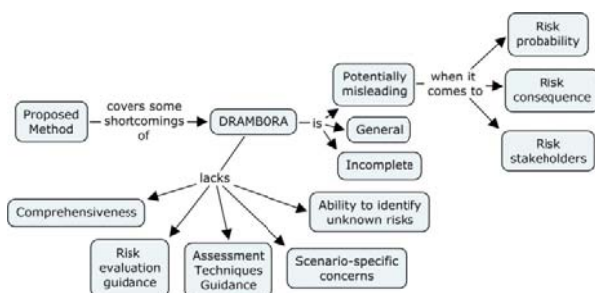 Risk
probability
Potentially
misleading
when it
comes to
Risk
consequence
Risk
stakeholders
Proposed
Method
covers some
shortcomings
of
DRAMBORA
is
General
Incomplete
lacks
Comprehensiveness
Risk
evaluation
guidance
Assessment
Techniques
Guidance
Scenario-specific
concerns
Ability to identify
unknown risks